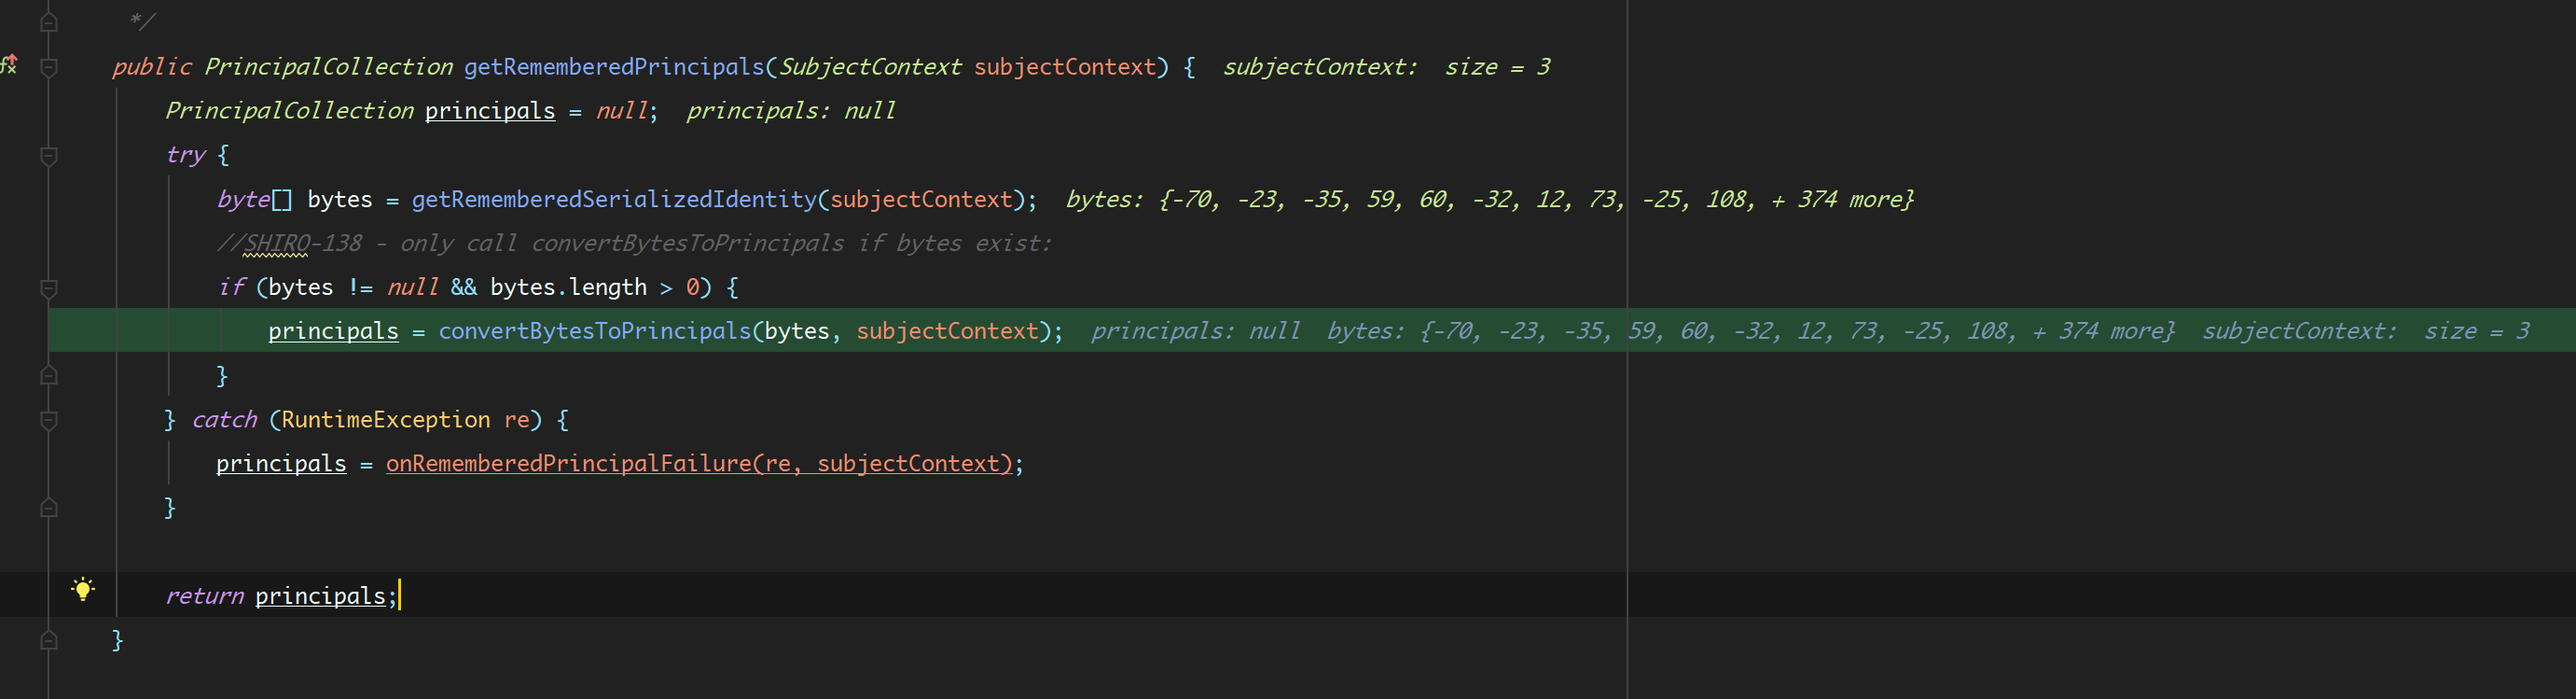 */
public PrincipalCollection getRememberedPrincipals(SubjectContext subjectContext) {  subjectContext:  size = 3
PrincipalCollection principals = null;  principals: null
try {
byte[] bytes = getRememberedSerializedIdentity(subjectContext);  bytes: {-70, -23, -35, 59, 60, -32, 12, 73, -25, 108, + 374 more}
//SHIRO-138 - only call convertBytesToPrincipals if bytes exist:
if (bytes != null && bytes.length > 0) {
principals = convertBytesToPrincipals(bytes, subjectContext);  principals: null  bytes: {-70, -23, -35, 59, 60, -32, 12, 73, -25, 108, + 374 more}  subjectContext:  size = 3
}
} catch (RuntimeException re) {
principals = onRememberedPrincipalFailure(re, subjectContext);
}
return principals;
}